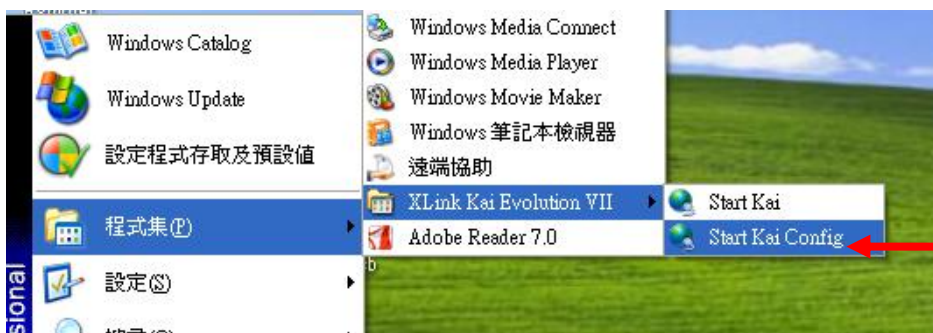 Windows Catalog
Windows Update
設定程式存取及預設值
程式集(P)
設定(S)
Windows Media Connect
Windows Media Player
Windows Movie Maker
Windows 筆記本檢視器
遠端協助
XLink Kai Evolution VII
Adobe Reader 7.0
Start Kai
Start Kai Config
b
sional